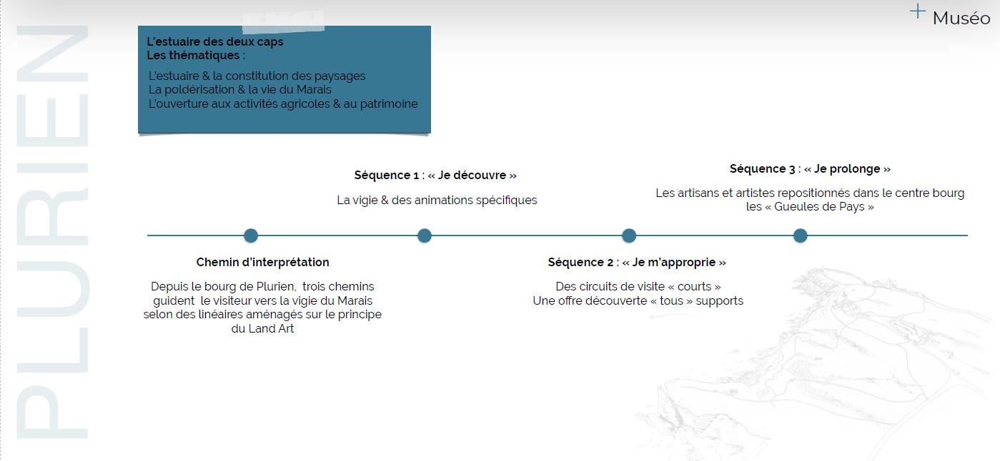 PLURIEN
+ Muséo
L'estuaire des deux caps
Les thématiques :
L'estuaire & la constitution des paysages
La poldérisation & la vie du Marais
L'ouverture aux activités agricoles & au patrimoine
Chemin d'interprétation
Depuis le bourg de Plurien, trois chemins
guident le visiteur vers la vigie du Marais
selon des linéaires aménagés sur le principe
du Land Art
Séquence 1 : « Je découvre »
La vigie & des animations spécifiques
Séquence 2 : « Je m'approprie »
Des circuits de visite « courts »
Une offre découverte « tous » supports
Séquence 3 : « Je prolonge »
Les artisans et artistes repositionnés dans le centre bourg
les « Gueules de Pays »